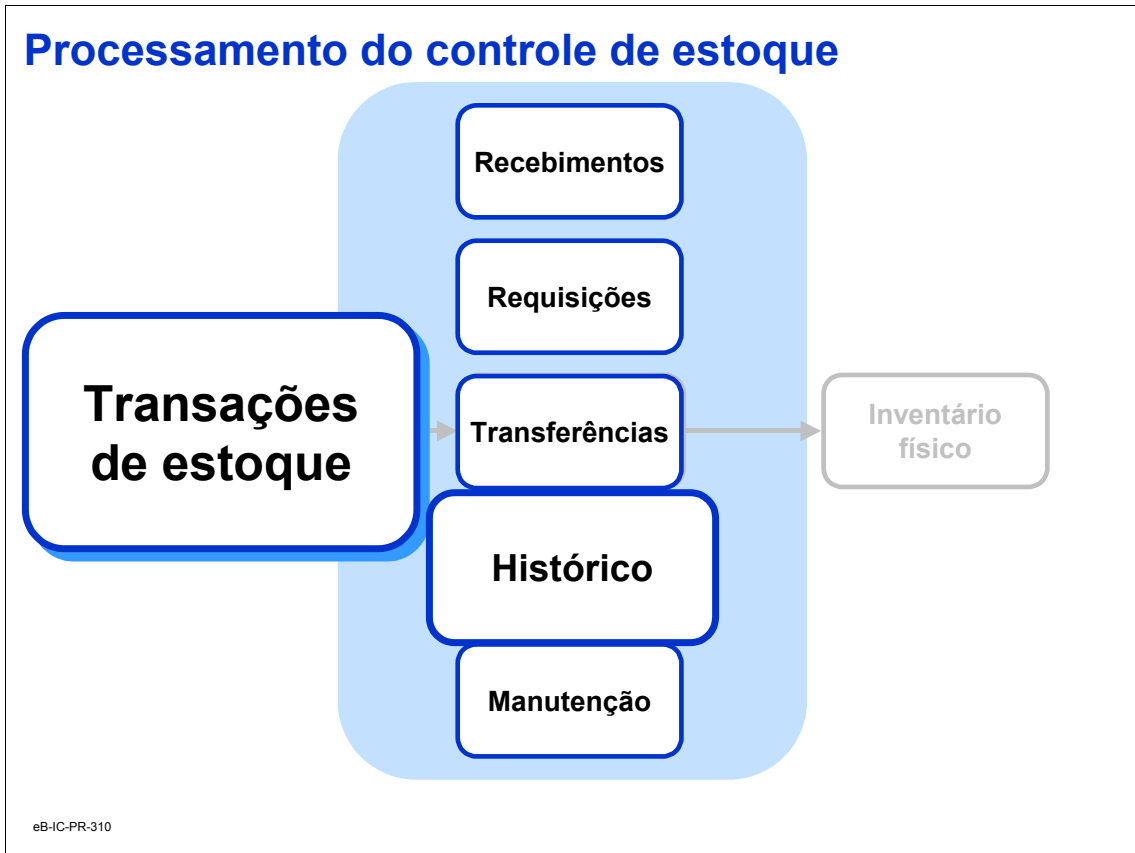 Processamento do controle de estoque
Recebimentos
Requisições
Transações
de estoque
Transferências
Inventário
físico
Histórico
Manutenção
eB-IC-PR-310